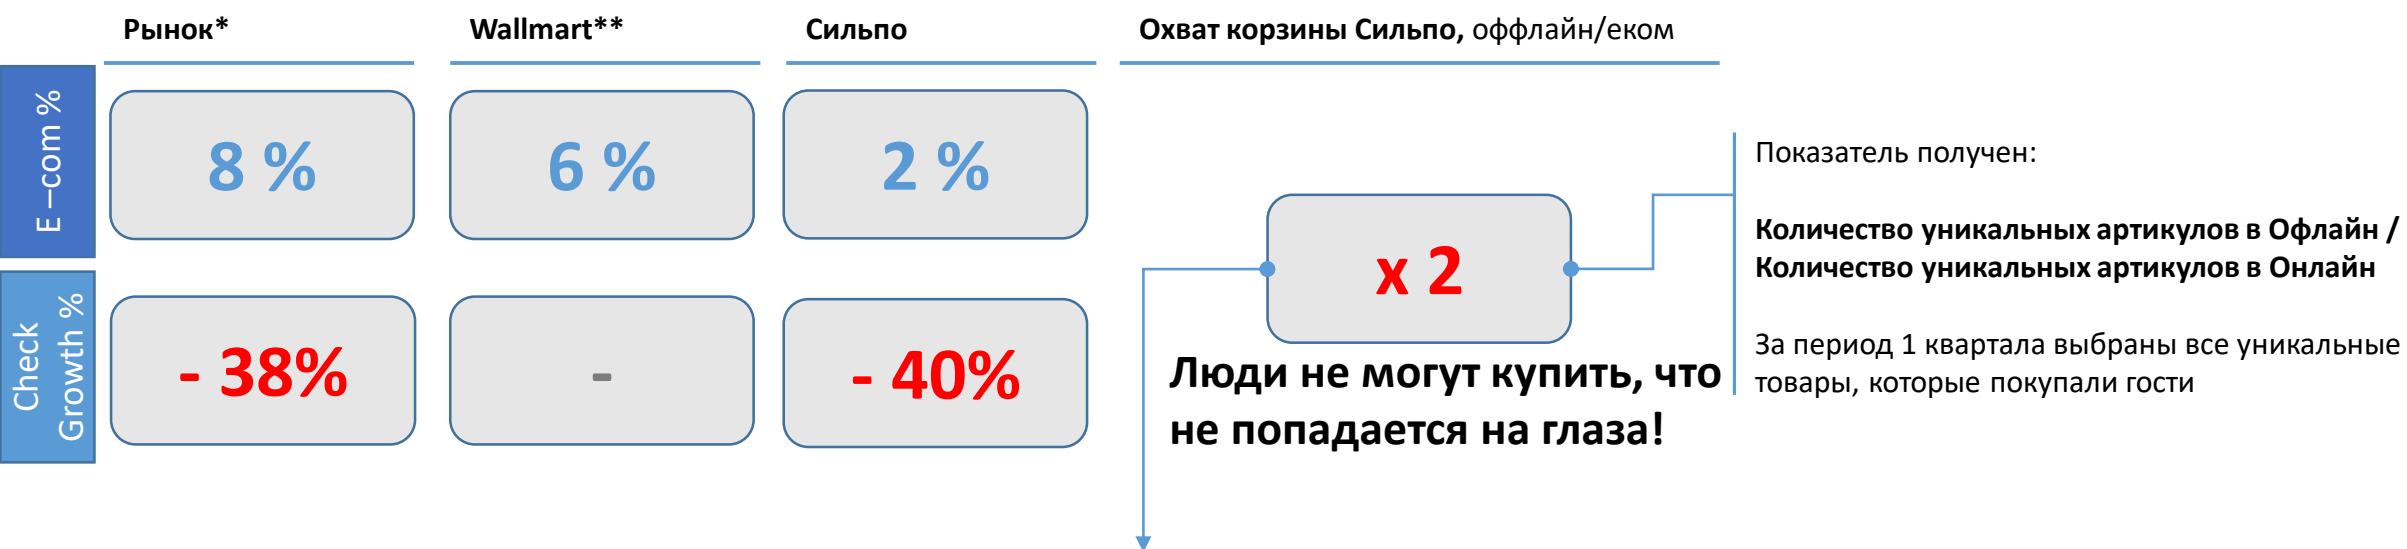 Рынок*
Wallmart**
Сильпо
Охват корзины Сильпо, оффлайн/еком
E –com %
8 %
6 %
2 %
Check
Growth %
- 38%
-
- 40%
x 2
Люди не могут купить, что
не попадается на глаза!
Показатель получен:
Количество уникальных артикулов в Офлайн /
Количество уникальных артикулов в Онлайн
За период 1 квартала выбраны все уникальные
товары, которые покупали гости